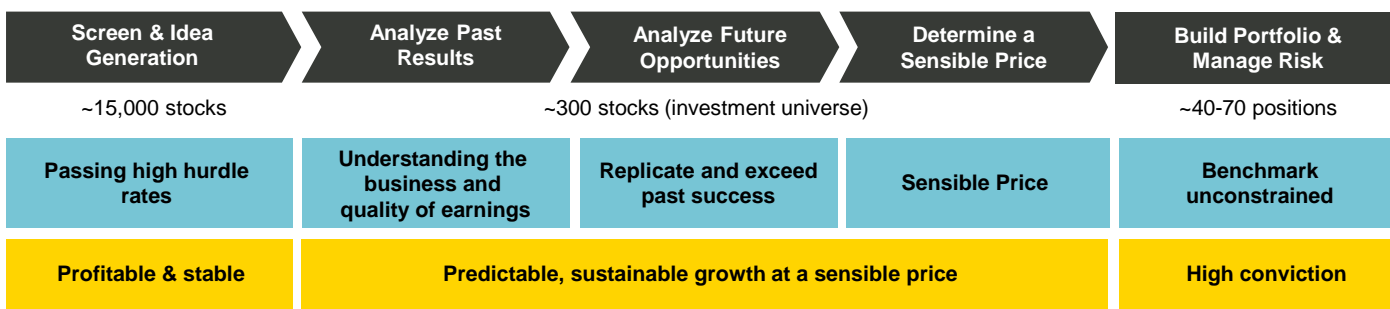 Screen & Idea
Generation
Analyze Past
Results
Analyze Future
Opportunities
Determine a
Sensible Price
Build Portfolio &
Manage Risk
~15,000 stocks
~300 stocks (investment universe)
~40-70 positions
Passing high hurdle
rates
Understanding the
business and
quality of earnings
Replicate and exceed
past success
Sensible Price
Benchmark
unconstrained
Profitable & stable
Predictable, sustainable growth at a sensible price
High conviction